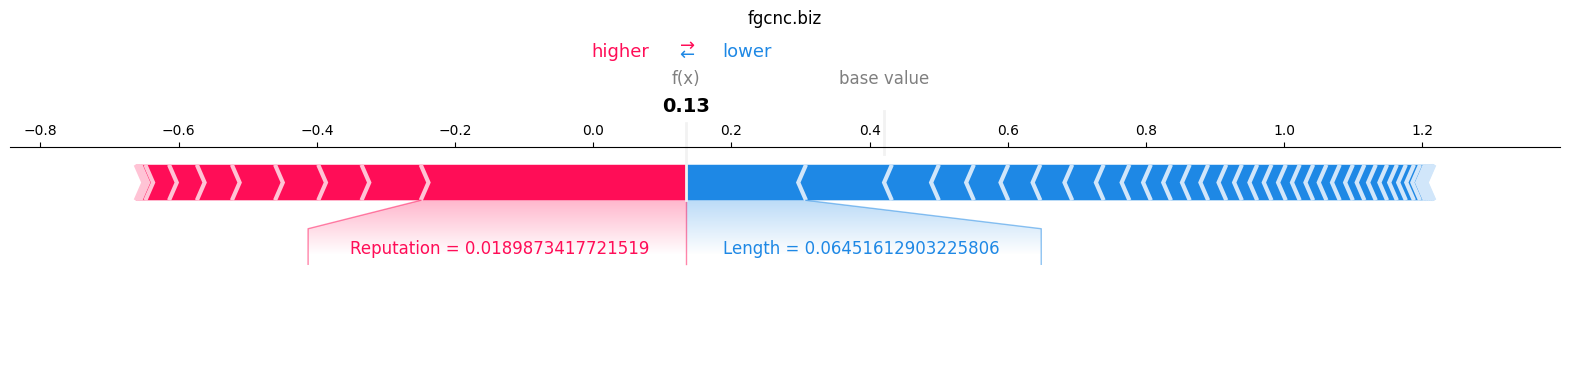 fgcnc.biz
higher ⇄ lower
f(x) base value
0.13
−0.8 −0.6 −0.4 −0.2 0.0 0.2 0.4 0.6 0.8 1.0 1.2
Reputation = 0.0189873417721519 Length = 0.06451612903225806